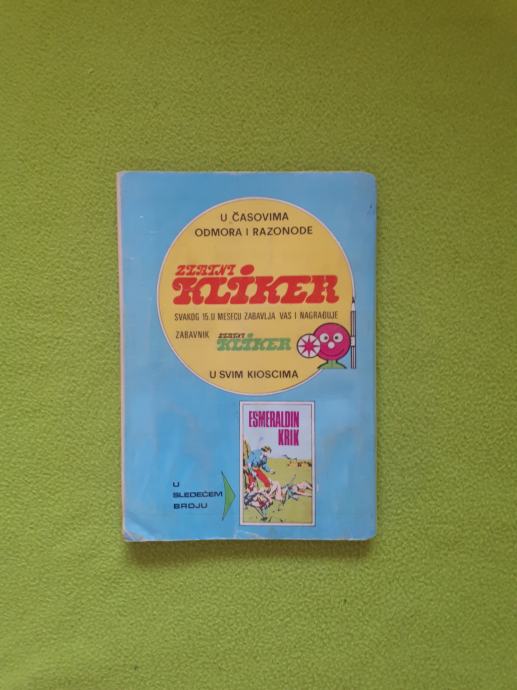 U ČASOVIMA
ODMORA I RAZONODE
ZLATNI
KLIKER
SVAKOG 15. U MESECU ZABAVLJA VAS I NAGRAĐUJE
ZABAVNIK ZLATNI
KLIKER
U SVIM KIOSCIMA
ESMERALDIN
KRIK
U
SLEDEĆEM
BROJU